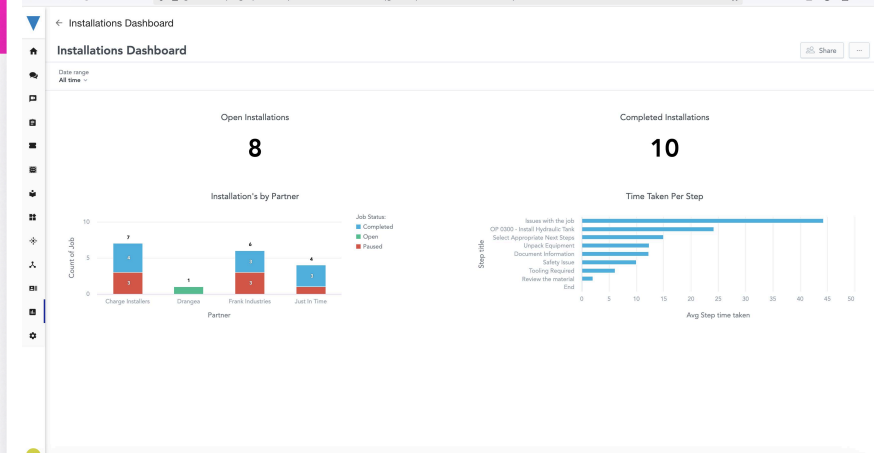 ← Installations Dashboard
Installations Dashboard
Share
...
Date range
All time
Open Installations
8
Completed Installations
10
Installation's by Partner
Count of Job
10
5
0
7
4
3
1
6
3
3
4
3
Charge Installers
Drangea
Frank Industries
Just In Time
Partner
Job Status:
Completed
Open
Paused
Time Taken Per Step
Step title
Issues with the job
OP 0300 - Install Hydraulic Tank
Select Appropriate Next Steps
Unpack Equipment
Document Information
Safety Issue
Tooling Required
Review the material
End
0 5 10 15 20 25 30 35 40 45 50
Avg Step time taken